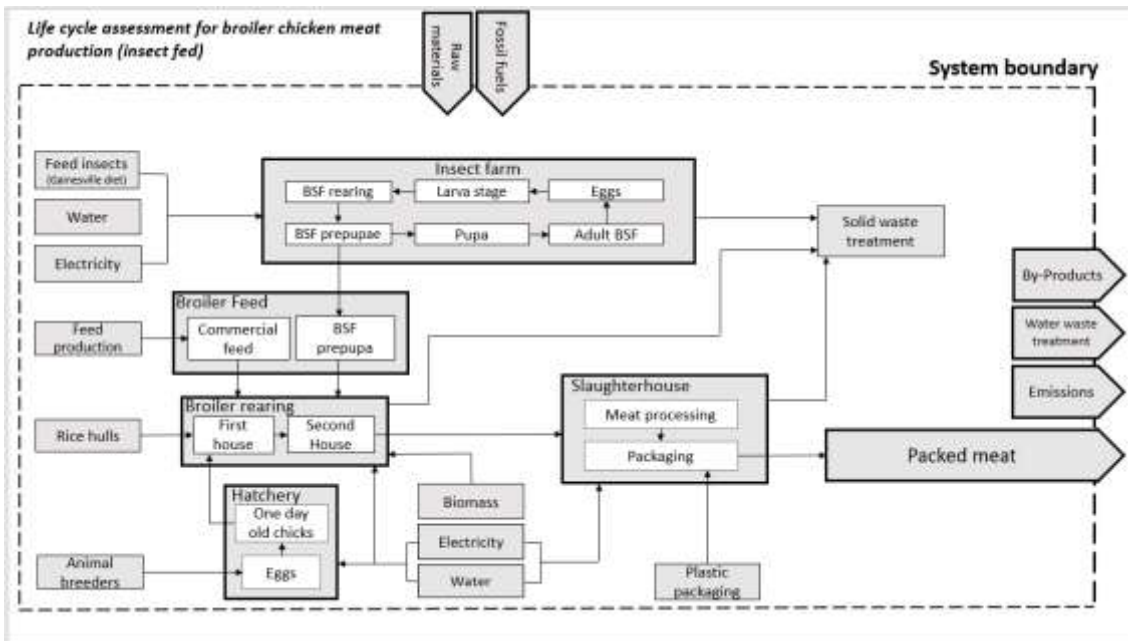 Life cycle assessment for broiler chicken meat
production (insect fed)
Raw
materials
Fossil fuels
System boundary
Feed insects
(Gainesville diet)
Water
Electricity
Insect farm
BSF rearing
Larva stage
Eggs
BSF prepupae
Pupa
Adult BSF
Solid waste
treatment
By-Products
Water waste
treatment
Emissions
Feed
production
Broiler Feed
Commercial
feed
BSF
prepupa
Rice hulls
Broiler rearing
First
house
Second
House
Slaughterhouse
Meat processing
Packaging
Packed meat
Animal
breeders
Hatchery
One day
old chicks
Eggs
Biomass
Electricity
Water
Plastic
packaging